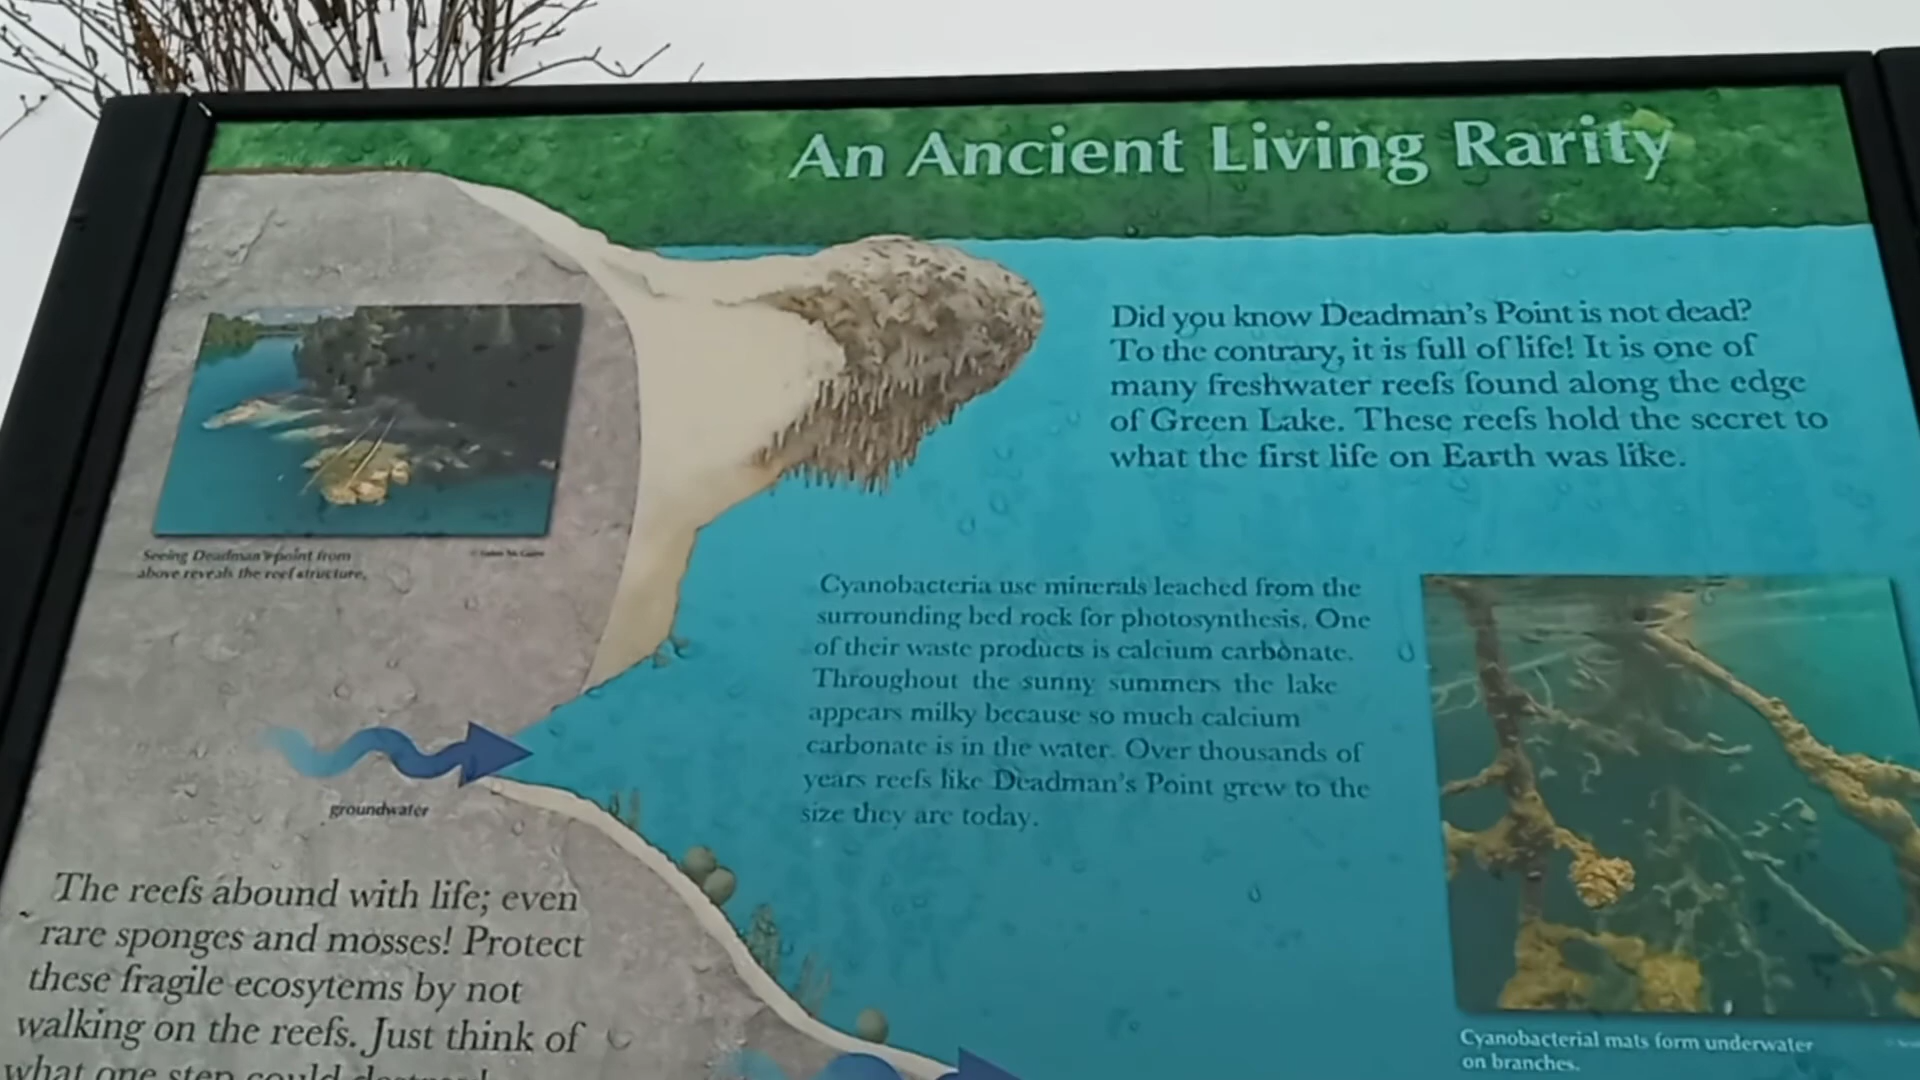 An Ancient Living Rarity
Did you know Deadman's Point is not dead?
To the contrary, it is full of life! It is one of
many freshwater reefs found along the edge
of Green Lake. These reefs hold the secret to
what the first life on Earth was like.
Seeing Deadman's point from
above reveals the reef structure.
Cyanobacteria use minerals leached from the
surrounding bed rock for photosynthesis. One
of their waste products is calcium carbonate.
Throughout the sunny summers the lake
appears milky because so much calcium
carbonate is in the water. Over thousands of
years reefs like Deadman's Point grew to the
size they are today.
groundwater
The reefs abound with life; even
rare sponges and mosses! Protect
these fragile ecosytems by not
walking on the reefs. Just think of
what one step could
Cyanobacterial mats form underwater
on branches.